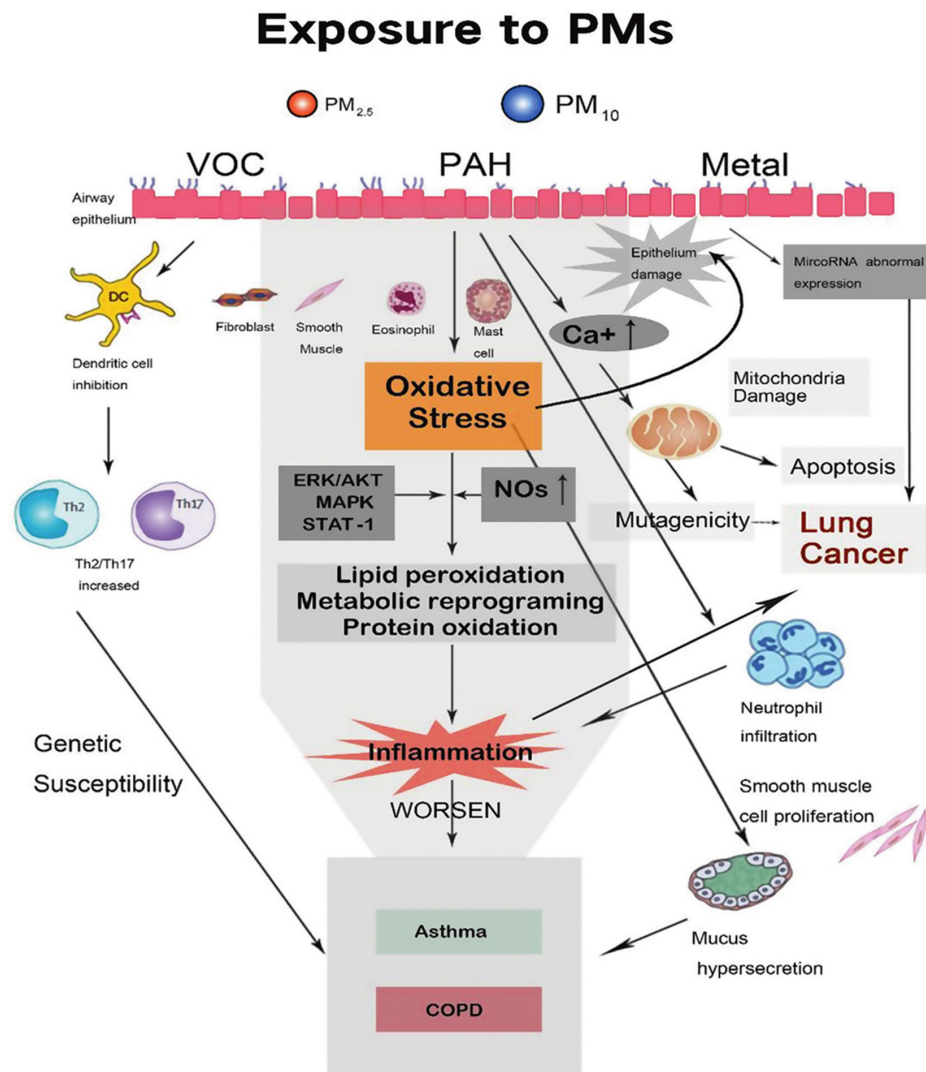 Exposure to PMs
PM2.5
PM10
VOC
PAH
Metal
Airway
epithelium
DC
Dendritic cell
inhibition
Fibroblast
Smooth
Muscle
Eosinophil
Mast
cell
Epithelium
damage
MircoRNA abnormal
expression
Ca+ ↑
Oxidative
Stress
Mitochondria
Damage
Apoptosis
ERK/AKT
MAPK
STAT-1
NOs ↑
Mutagenicity
Lung
Cancer
Th2
Th17
Th2/Th17
increased
Lipid peroxidation
Metabolic reprograming
Protein oxidation
Neutrophil
infiltration
Genetic
Susceptibility
Inflammation
WORSEN
Smooth muscle
cell proliferation
Mucus
hypersecretion
Asthma
COPD